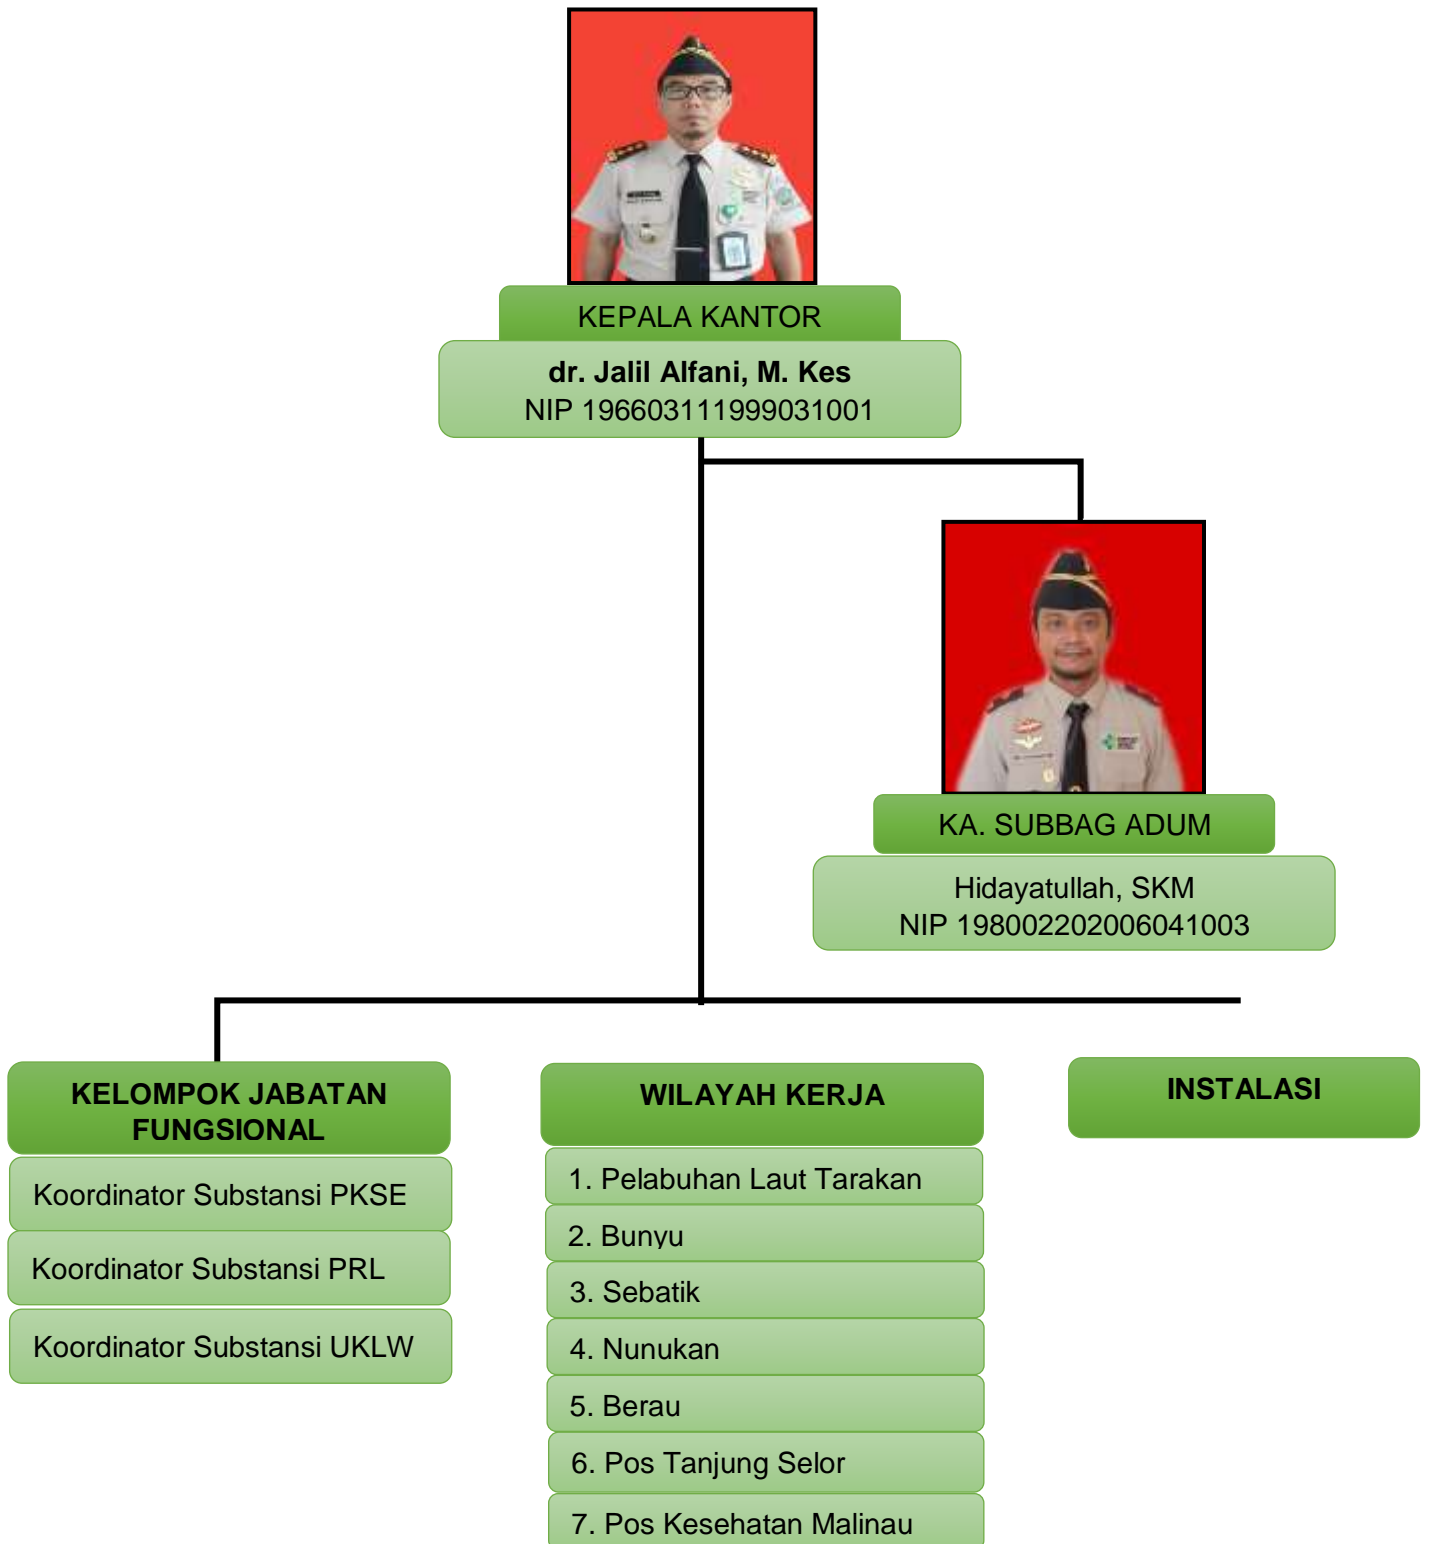 KEPALA KANTOR
dr. Jalil Alfani, M. Kes
NIP 196603111999031001
KA. SUBBAG ADUM
Hidayatullah, SKM
NIP 198002202006041003
KELOMPOK JABATAN
FUNGSIONAL
Koordinator Substansi PKSE
Koordinator Substansi PRL
Koordinator Substansi UKLW
WILAYAH KERJA
1. Pelabuhan Laut Tarakan
2. Bunyu
3. Sebatik
4. Nunukan
5. Berau
6. Pos Tanjung Selor
7. Pos Kesehatan Malinau
INSTALASI